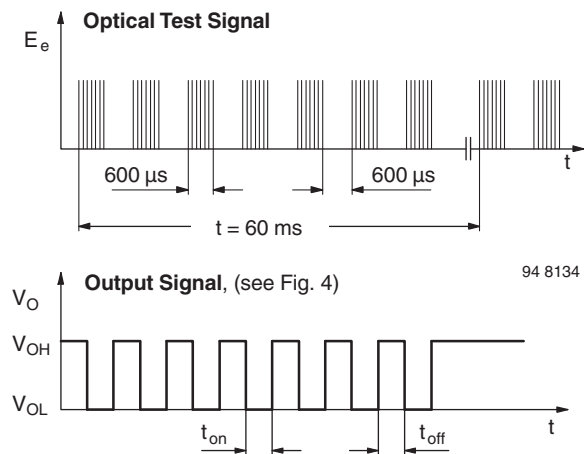 Optical Test Signal
E e
t
600 µs
600 µs
t = 60 ms
94 8134
Output Signal, (see Fig. 4)
V O
V OH
V OL
t
t on
t off